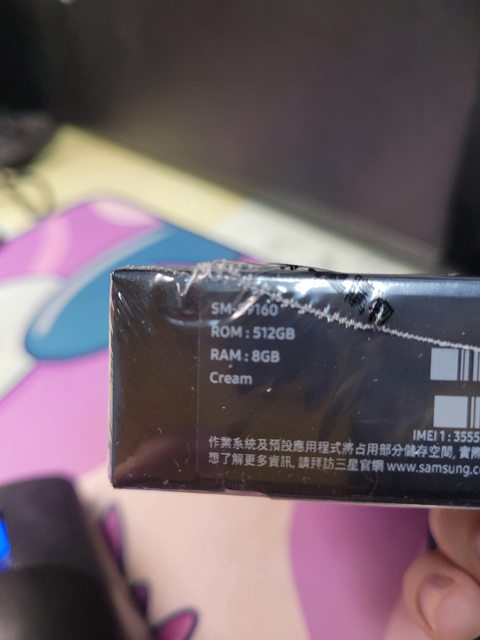 ROM : 512GB
RAM : 8GB
Cream
IMEI 1 : 3555
作業系統及預設應用程式將占用部分儲存空間, 實際
想了解更多資訊, 請拜訪三星官網 www.samsung.co